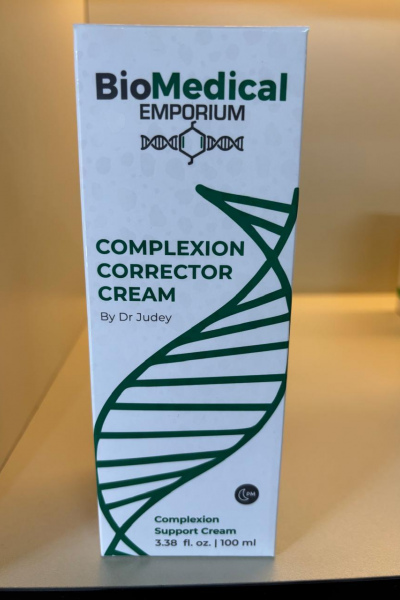 BioMedical
EMPORIUM
COMPLEXION
CORRECTOR
CREAM
By Dr Judey
PM
Complexion
Support Cream
3.38 fl. oz. | 100 ml